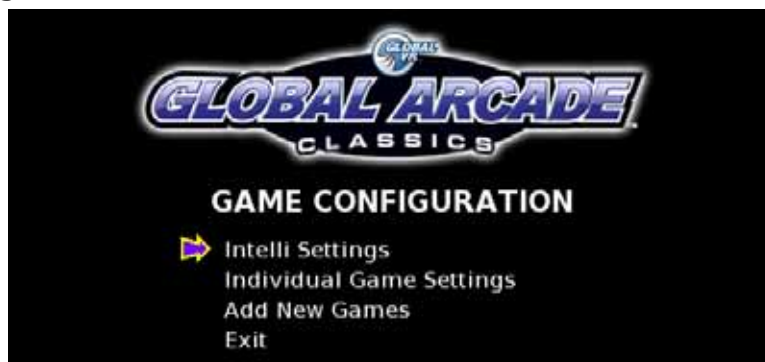 GLOBAL
VR
GLOBAL ARCADE
CLASSICS
GAME CONFIGURATION
Intelli Settings
Individual Game Settings
Add New Games
Exit